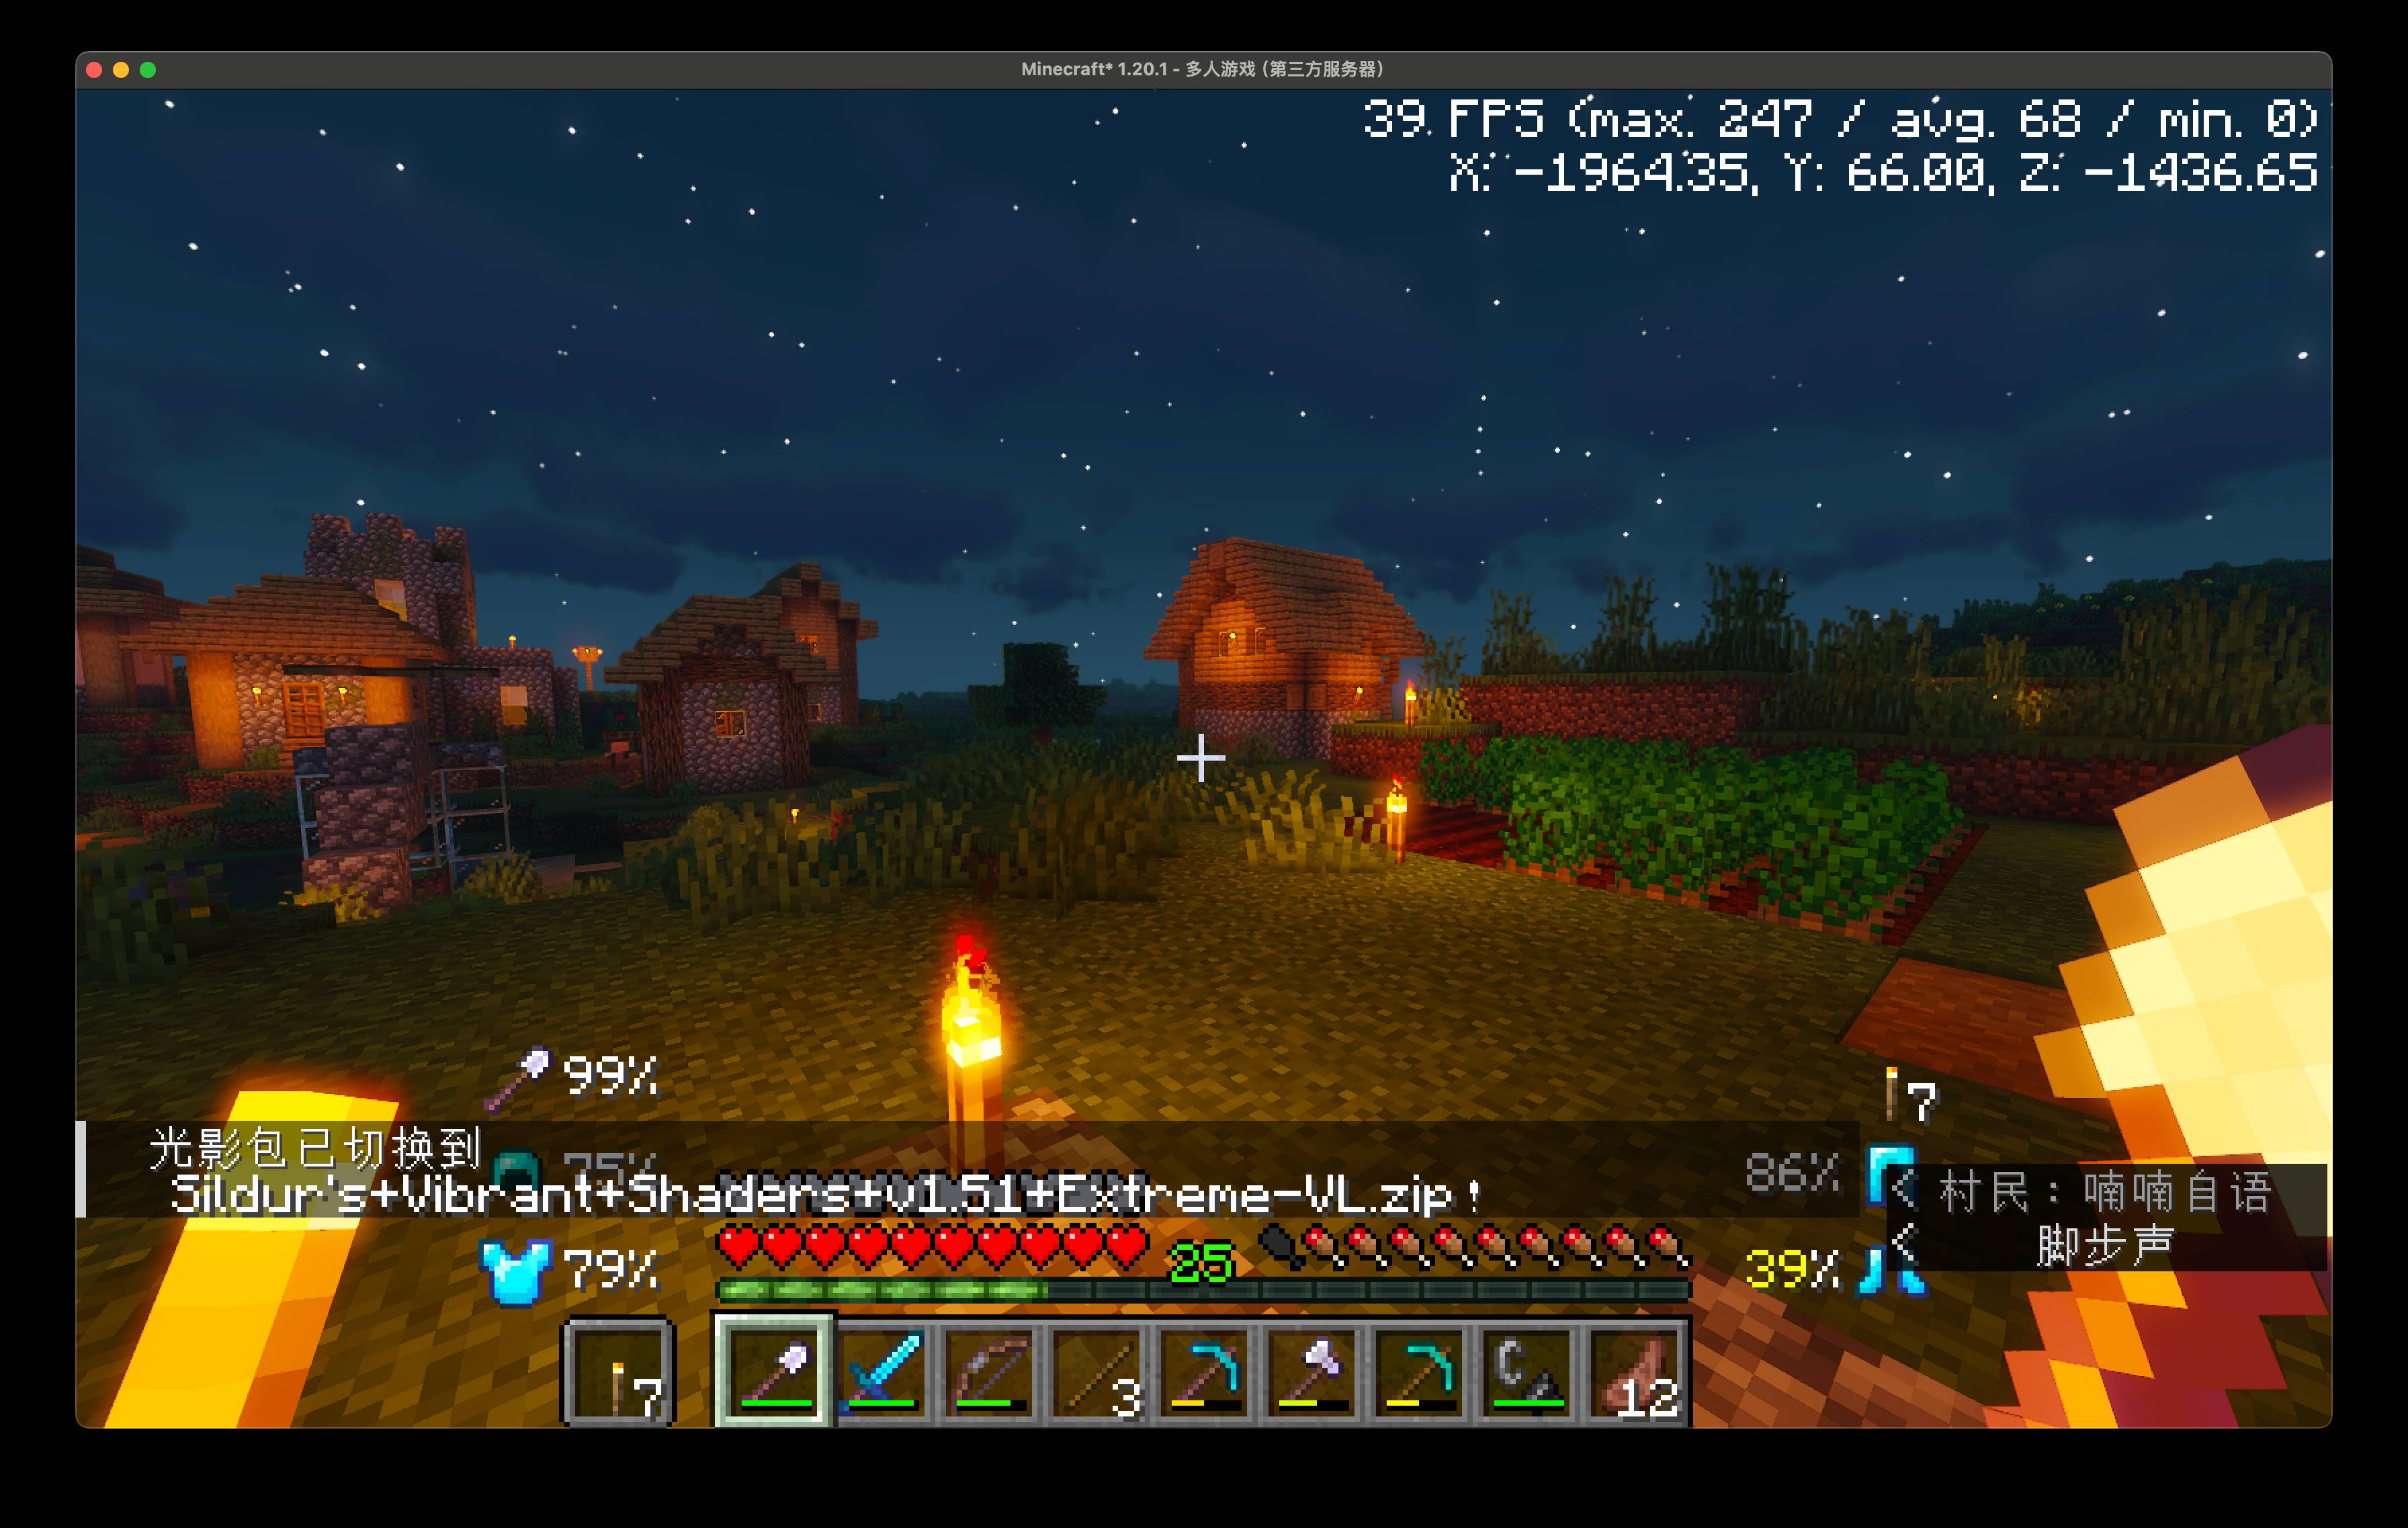 Minecraft* 1.20.1 - 多人游戏 (第三方服务器)
39 FPS (max. 247 / avg. 68 / min. 0)
X: -1964.35, Y: 66.00, Z: -1436.65
99%
7
光影包已切换到
75%
86%
Sildur's+Vibrant+Shaders+v1.51+Extreme-VL.zip！
村民：喃喃自语
脚步声
79%
25
39%
7
3
12